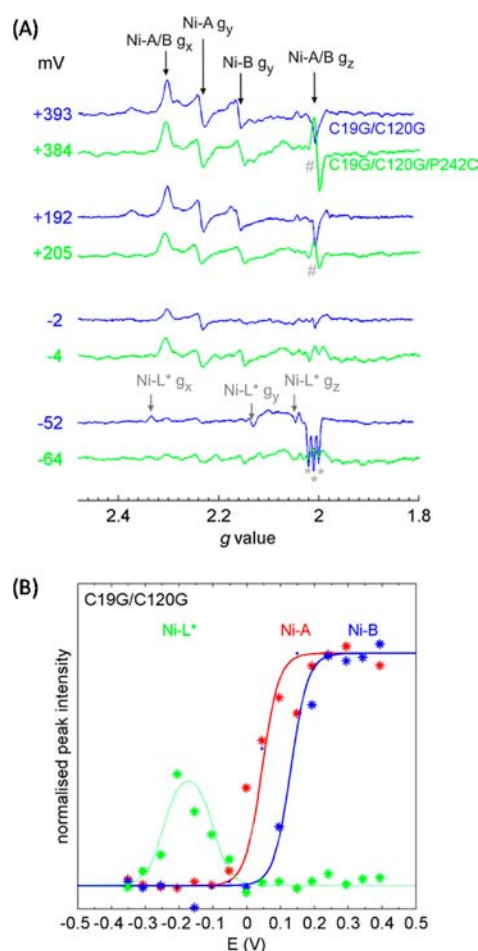 (A)
mV
Ni-A/B gx
Ni-A gy
Ni-B gy
Ni-A/B gz
+393
C19G/C120G
+384
#
C19G/C120G/P242C
+192
+205
#
-2
-4
Ni-L* gx
Ni-L* gy
Ni-L* gz
-52
-64
* * *
2.4 2.2 2 1.8
g value
(B)
C19G/C120G
Ni-L* Ni-A Ni-B
normalised peak intensity
-0.5 -0.4 -0.3 -0.2 -0.1 0 0.1 0.2 0.3 0.4 0.5
E (V)